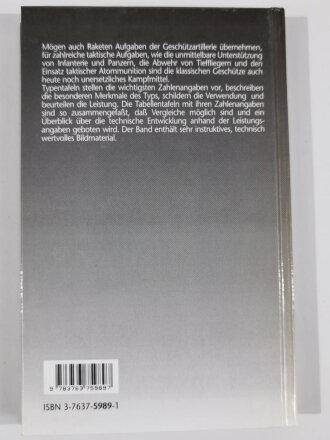 Mögen auch Raketen Aufgaben der Geschützartillerie übernehmen,
für zahlreiche taktische Aufgaben, wie die unmittelbare Unterstützung
von Infanterie und Panzern, die Abwehr von Tieffliegern und den
Einsatz taktischer Atommunition sind die klassischen Geschütze auch
heute noch unersetzliches Kampfmittel.
Typentafeln stellen die wichtigsten Zahlenangaben vor, beschreiben
die besonderen Merkmale des Typs, schildern die Verwendung und
beurteilen die Leistung. Die Tabellentafeln mit ihren Zahlenangaben
sind so zusammengefaßt, daß Vergleiche möglich sind und ein
Überblick über die technische Entwicklung anhand der Leistungs-
angaben geboten wird. Der Band enthält sehr instruktives, technisch
wertvolles Bildmaterial.
9 783763 759897
ISBN 3-7637-5989-1